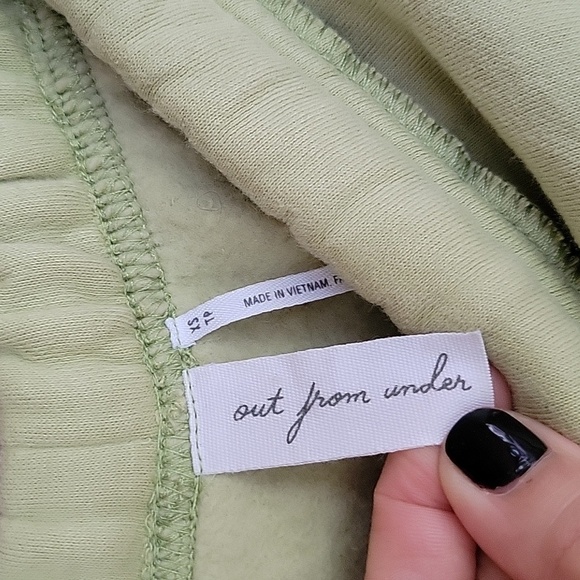 XS
TP
MADE IN VIETNAM.
out from under